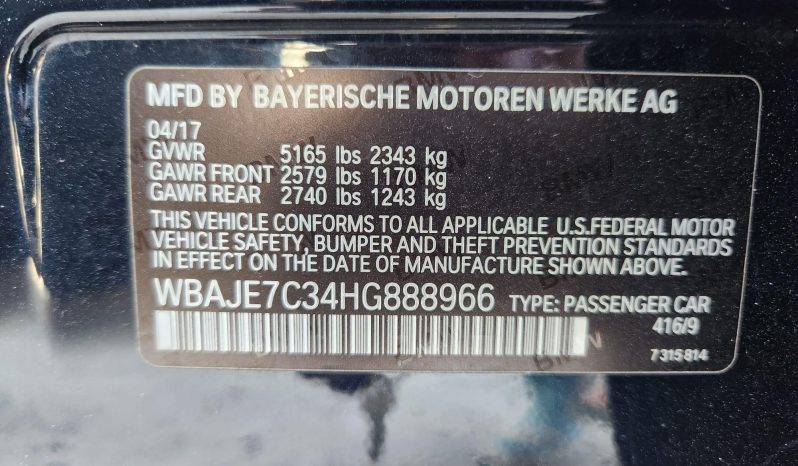 MFD BY BAYERISCHE MOTOREN WERKE AG
04/17
GVWR 5165 lbs 2343 kg
GAWR FRONT 2579 lbs 1170 kg
GAWR REAR 2740 lbs 1243 kg
THIS VEHICLE CONFORMS TO ALL APPLICABLE U.S.FEDERAL MOTOR
VEHICLE SAFETY, BUMPER AND THEFT PREVENTION STANDARDS
IN EFFECT ON THE DATE OF MANUFACTURE SHOWN ABOVE.
WBAJE7C34HG888966 TYPE: PASSENGER CAR
416/9
7315814